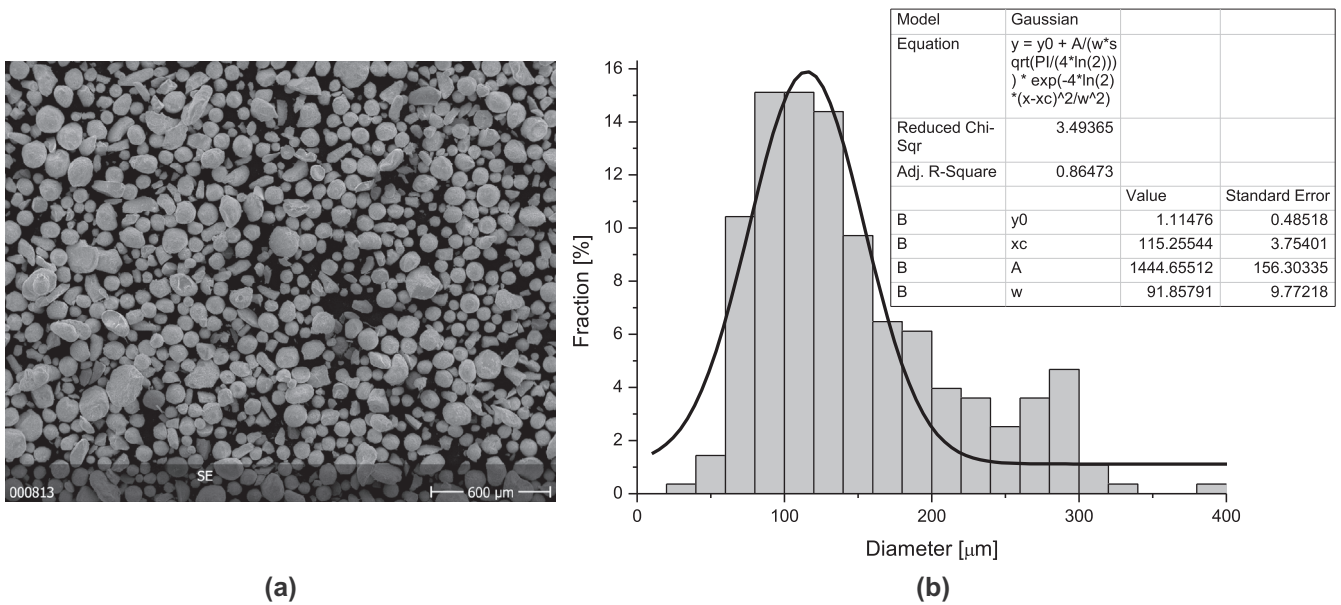 SE
000813
600 μm
(a)
Model Gaussian
Equation y = y0 + A/(w*s
qrt(PI/(4*ln(2)))
) * exp(-4*ln(2)
*(x-xc)^2/w^2)
Reduced Chi- 3.49365
Sqr
Adj. R-Square 0.86473
Value Standard Error
B y0 1.11476 0.48518
B xc 115.25544 3.75401
B A 1444.65512 156.30335
B w 91.85791 9.77218
Fraction [%]
16
14
12
10
8
6
4
2
0
0 100 200 300 400
Diameter [μm]
(b)